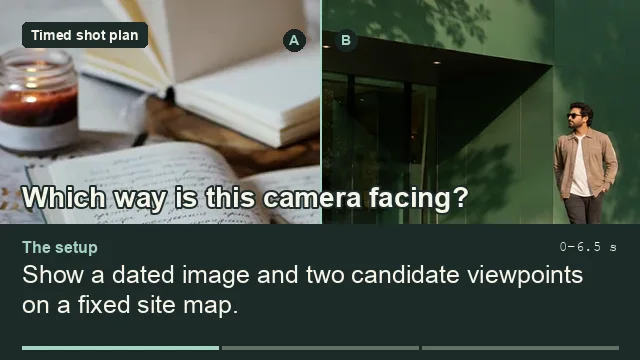 Timed shot plan
A
B
Which way is this camera facing?
The setup
0–6.5 s
Show a dated image and two candidate viewpoints
on a fixed site map.